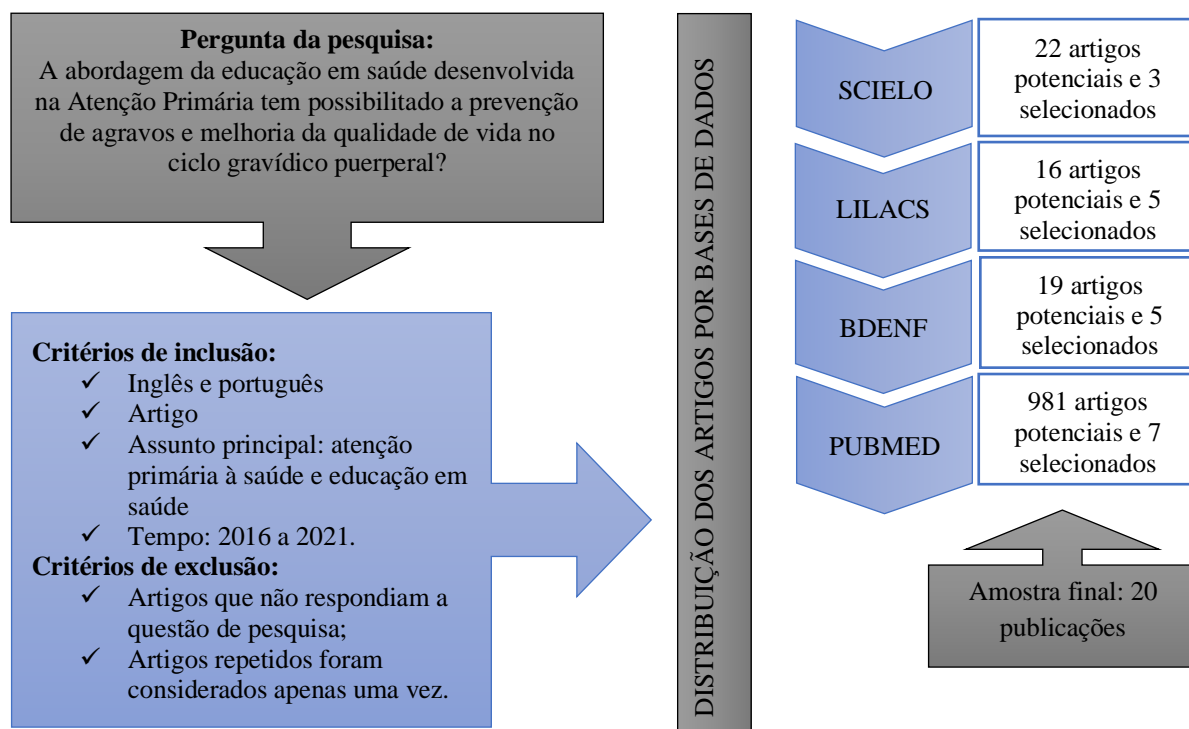 Pergunta da pesquisa:
A abordagem da educação em saúde desenvolvida
na Atenção Primária tem possibilitado a prevenção
de agravos e melhoria da qualidade de vida no
ciclo gravídico puerperal?
Critérios de inclusão:
✓ Inglês e português
✓ Artigo
✓ Assunto principal: atenção
primária à saúde e educação em
saúde
✓ Tempo: 2016 a 2021.
Critérios de exclusão:
✓ Artigos que não respondiam a
questão de pesquisa;
✓ Artigos repetidos foram
considerados apenas uma vez.
DISTRIBUIÇÃO DOS ARTIGOS POR BASES DE DADOS
SCIELO
22 artigos
potenciais e 3
selecionados
LILACS
16 artigos
potenciais e 5
selecionados
BDENF
19 artigos
potenciais e 5
selecionados
PUBMED
981 artigos
potenciais e 7
selecionados
Amostra final: 20
publicações